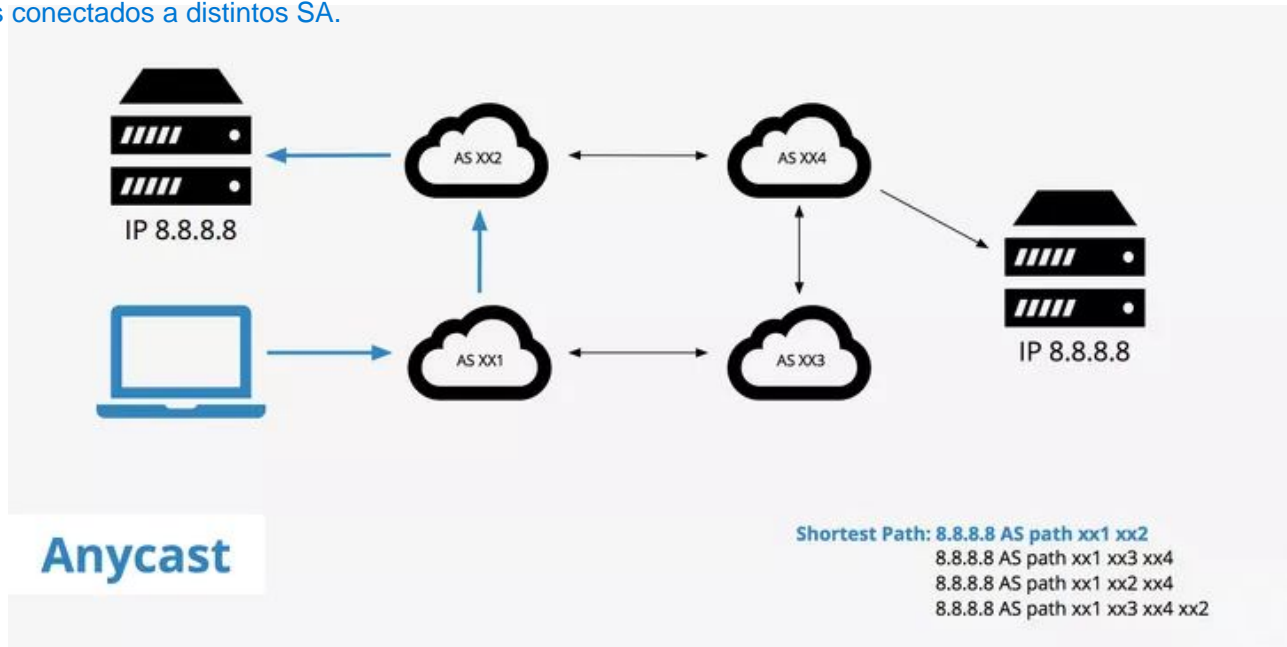 s conectados a distintos SA.
AS XX2
AS XX4
IP 8.8.8.8
AS XX1
AS XX3
IP 8.8.8.8
Anycast
Shortest Path: 8.8.8.8 AS path xx1 xx2
8.8.8.8 AS path xx1 xx3 xx4
8.8.8.8 AS path xx1 xx2 xx4
8.8.8.8 AS path xx1 xx3 xx4 xx2